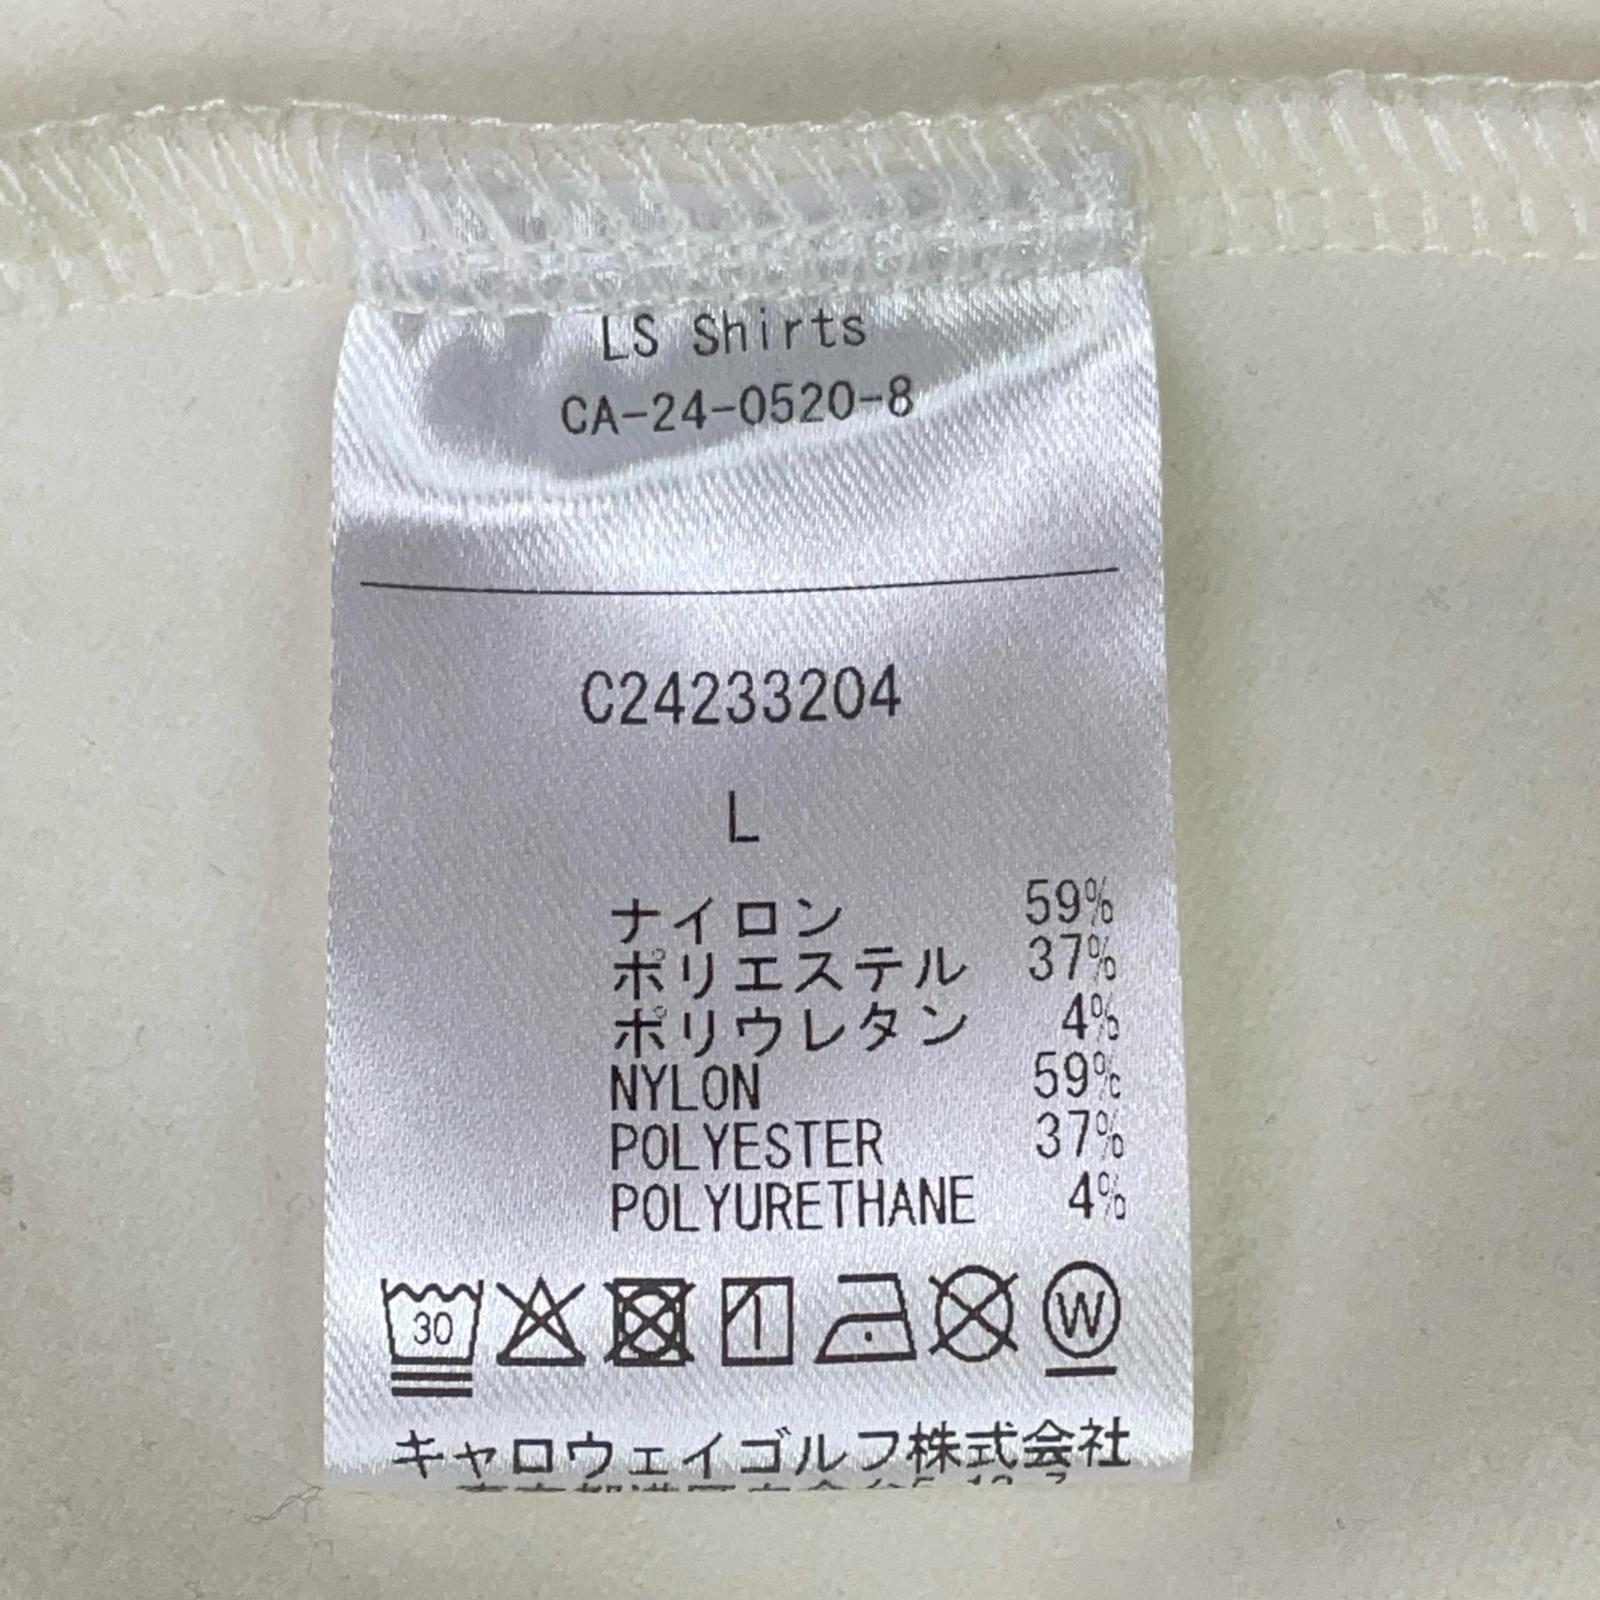 LS Shirts
CA-24-0520-8
C24233204
L
ナイロン 59%
ポリエステル 37%
ポリウレタン 4%
NYLON 59%
POLYESTER 37%
POLYURETHANE 4%
30
W
キャロウェイゴルフ株式会社